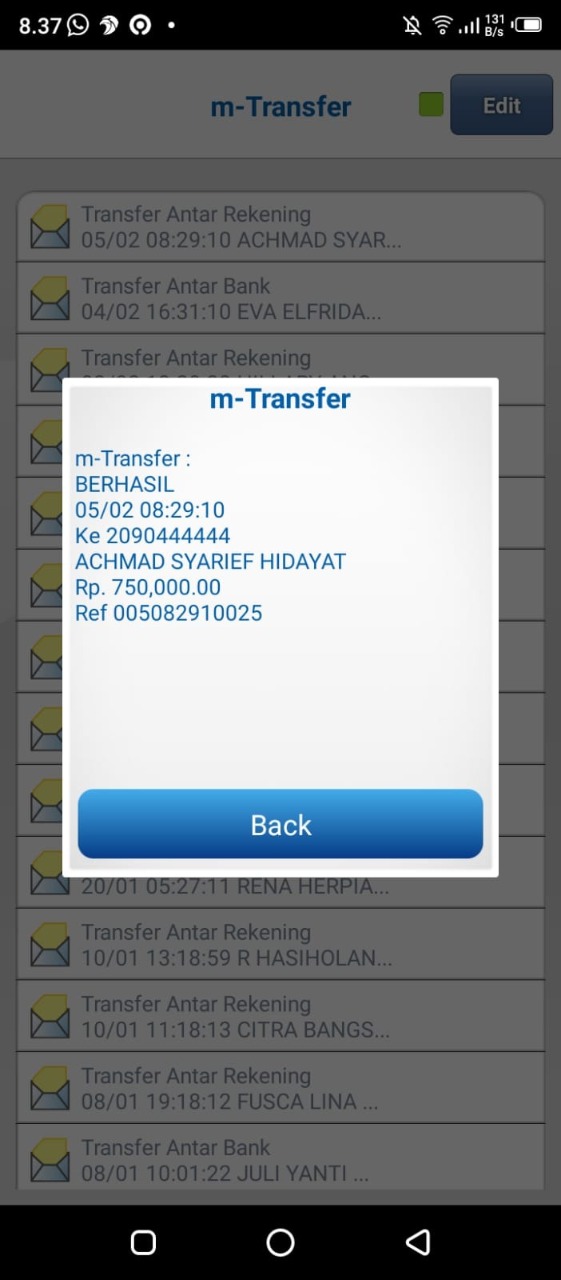 8.37
131
B/s
m-Transfer
Edit
Transfer Antar Rekening
05/02 08:29:10 ACHMAD SYAR...
Transfer Antar Bank
04/02 16:31:10 EVA ELFRIDA...
Transfer Antar Rekening
m-Transfer
m-Transfer :
BERHASIL
05/02 08:29:10
Ke 2090444444
ACHMAD SYARIEF HIDAYAT
Rp. 750,000.00
Ref 005082910025
Back
20/01 05:27:11 RENA HERPIA...
Transfer Antar Rekening
10/01 13:18:59 R HASIHOLAN...
Transfer Antar Rekening
10/01 11:18:13 CITRA BANGS...
Transfer Antar Rekening
08/01 19:18:12 FUSCA LINA ...
Transfer Antar Bank
08/01 10:01:22 JULI YANTI ...